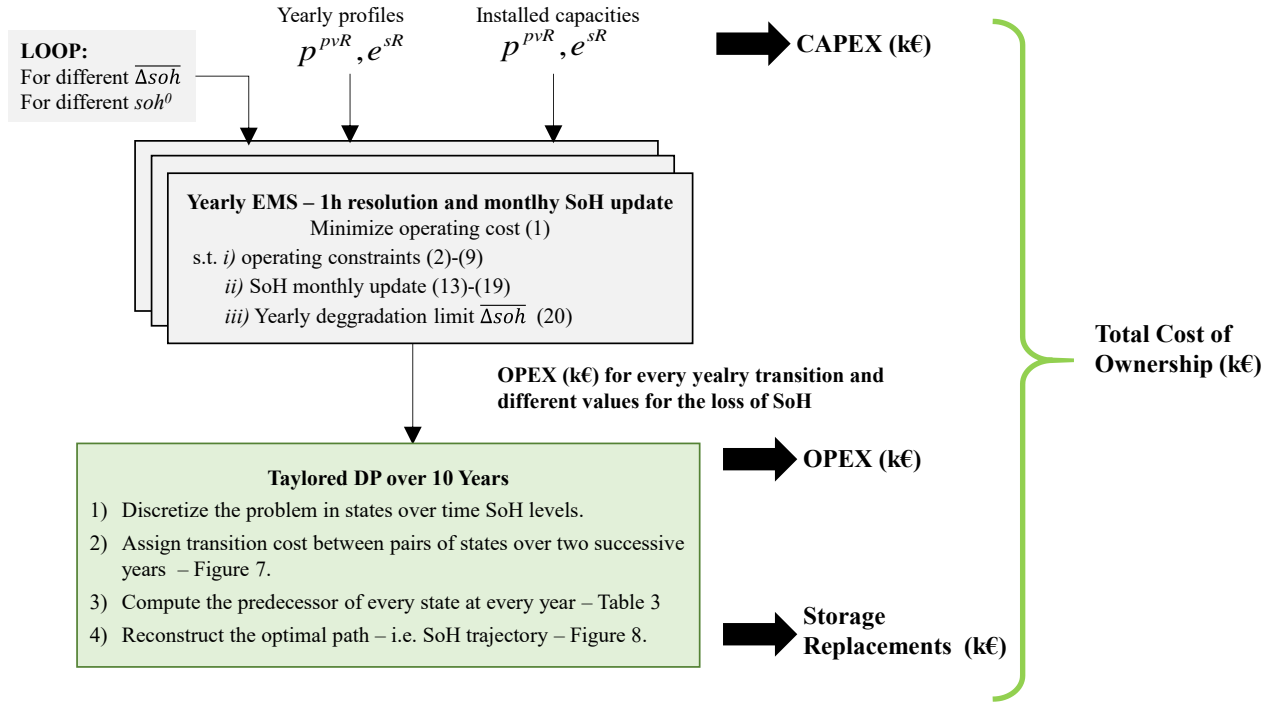 Yearly profiles
p^{pvR}, e^{sR}
Installed capacities
p^{pvR}, e^{sR}
CAPEX (k€)
LOOP:
For different \overline{Δsoh}
For different soh⁰
Yearly EMS – 1h resolution and montlhy SoH update
Minimize operating cost (1)
s.t. i) operating constraints (2)-(9)
ii) SoH monthly update (13)-(19)
iii) Yearly deggradation limit \overline{Δsoh} (20)
Total Cost of
Ownership (k€)
OPEX (k€) for every yealry transition and
different values for the loss of SoH
OPEX (k€)
Taylored DP over 10 Years
1) Discretize the problem in states over time SoH levels.
2) Assign transition cost between pairs of states over two successive
years – Figure 7.
3) Compute the predecessor of every state at every year – Table 3
4) Reconstruct the optimal path – i.e. SoH trajectory – Figure 8.
Storage
Replacements (k€)